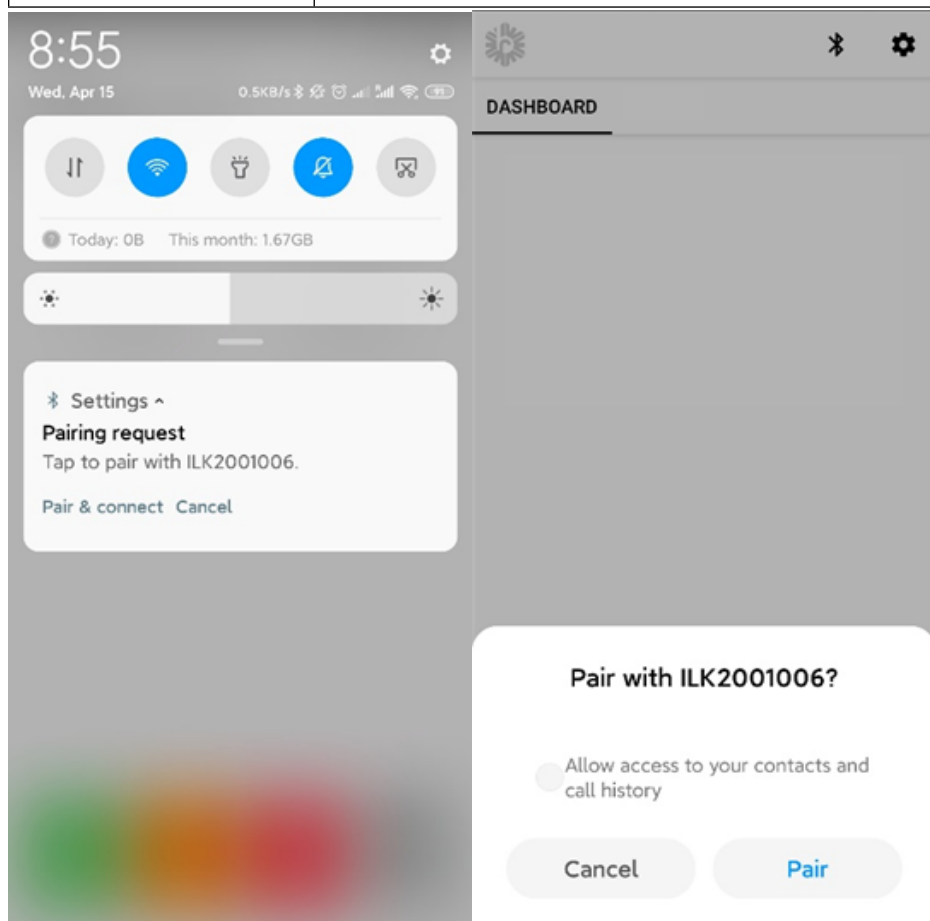 8:55
Wed, Apr 15
0.5KB/s
91
Today: 0B This month: 1.67GB
Settings
Pairing request
Tap to pair with ILK2001006.
Pair & connect Cancel
DASHBOARD
Pair with ILK2001006?
Allow access to your contacts and
call history
Cancel
Pair